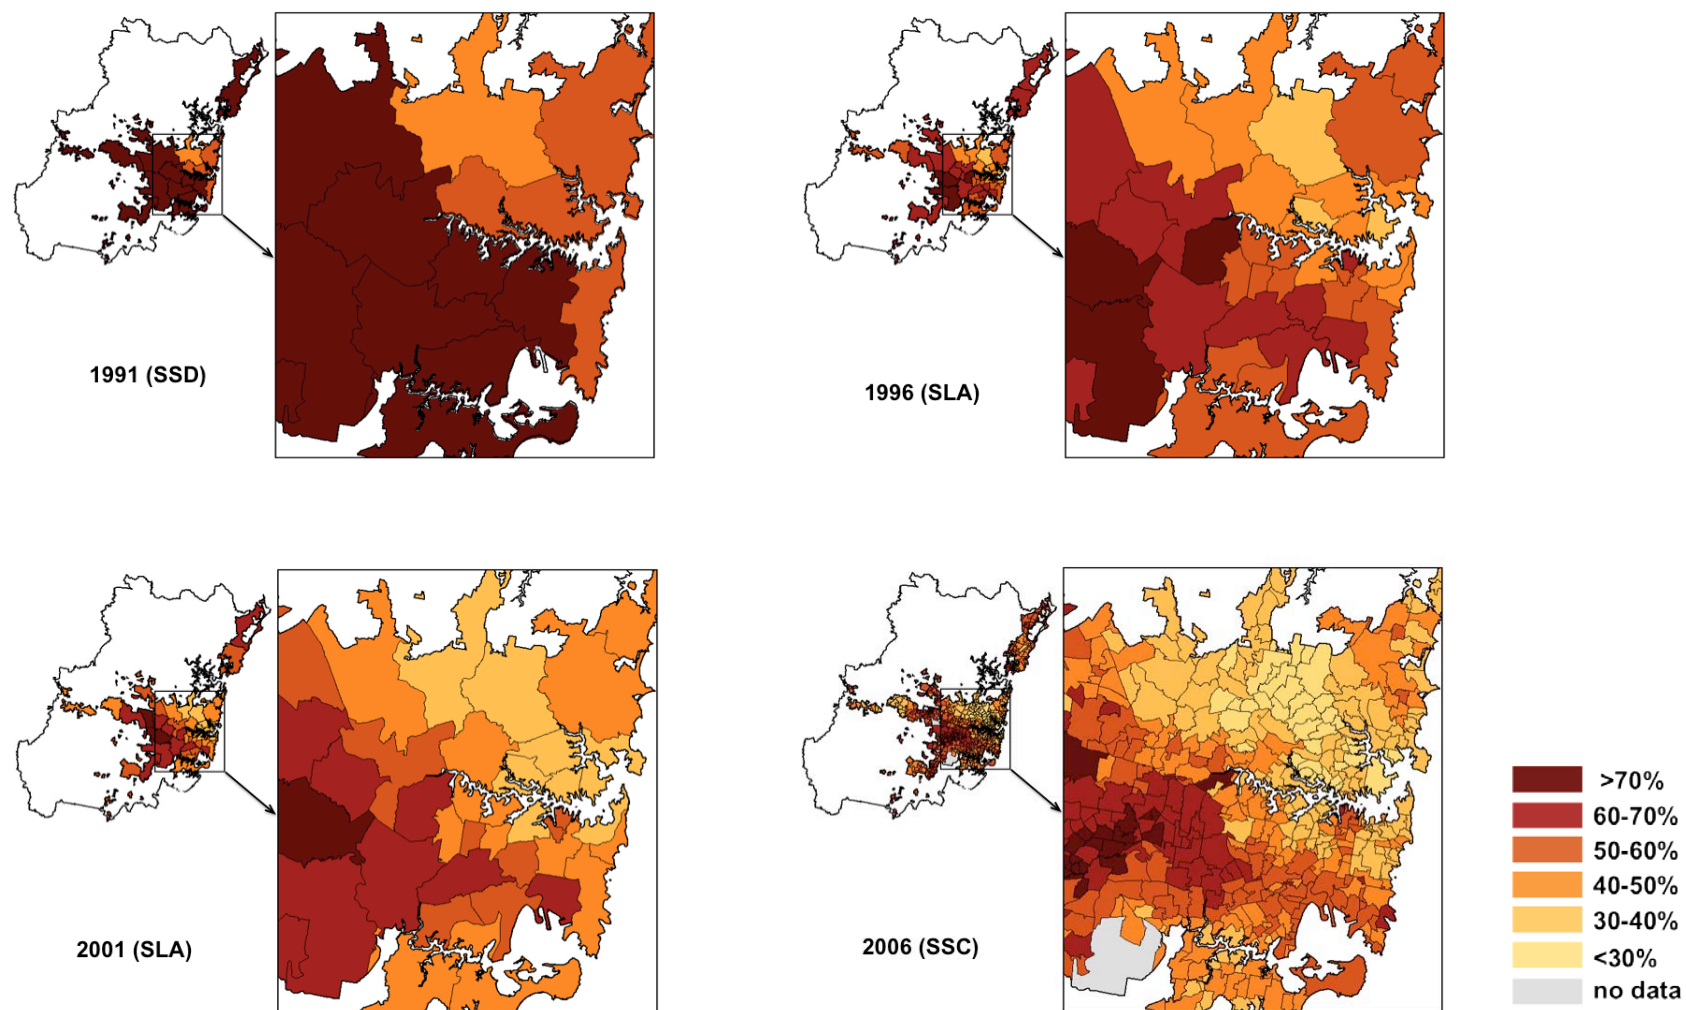 1991 (SSD)
1996 (SLA)
2001 (SLA)
2006 (SSC)
>70%
60-70%
50-60%
40-50%
30-40%
<30%
no data